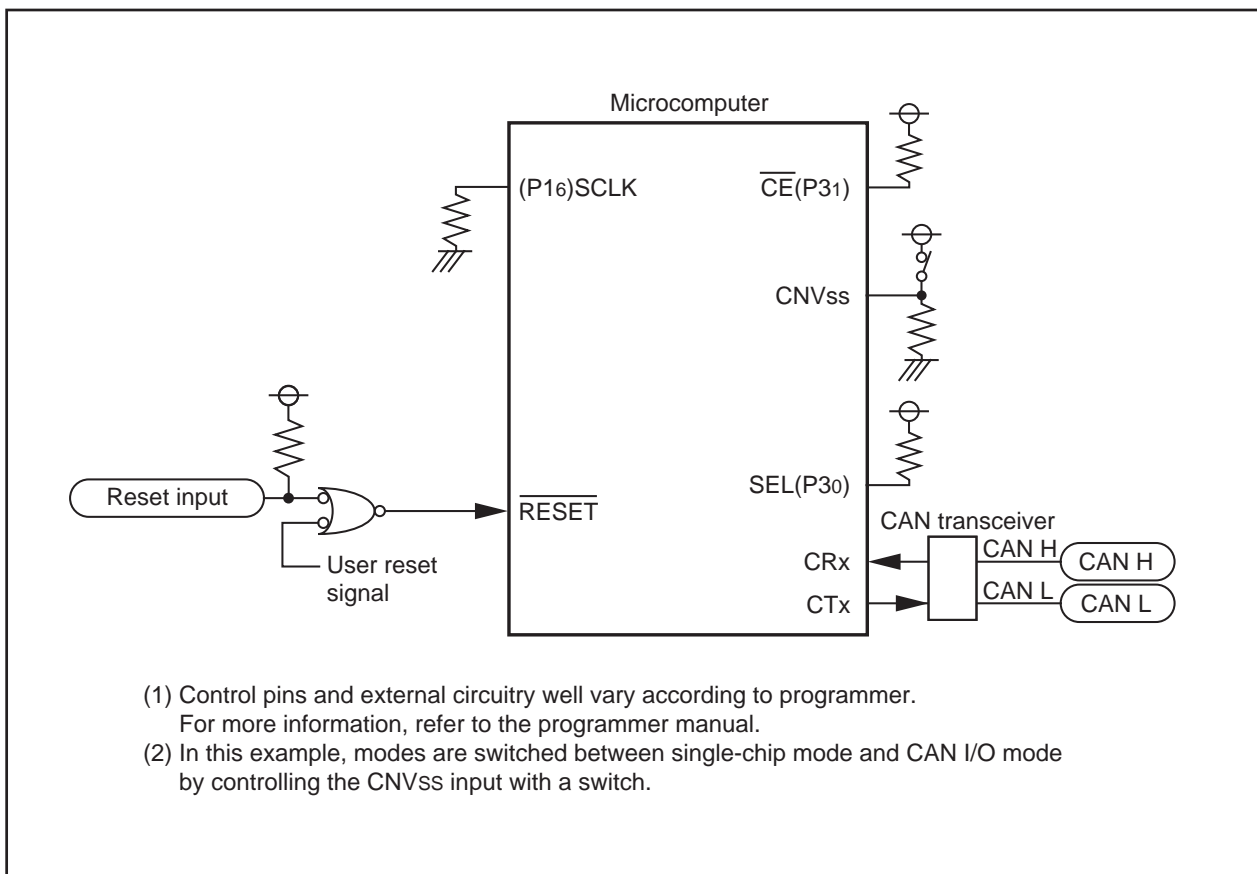 Microcomputer
(P16)SCLK
CE(P31)
CNVss
Reset input
RESET
User reset
signal
SEL(P30)
CAN transceiver
CRx
CAN H
CAN H
CTx
CAN L
CAN L
(1) Control pins and external circuitry well vary according to programmer.
For more information, refer to the programmer manual.
(2) In this example, modes are switched between single-chip mode and CAN I/O mode
by controlling the CNVSS input with a switch.